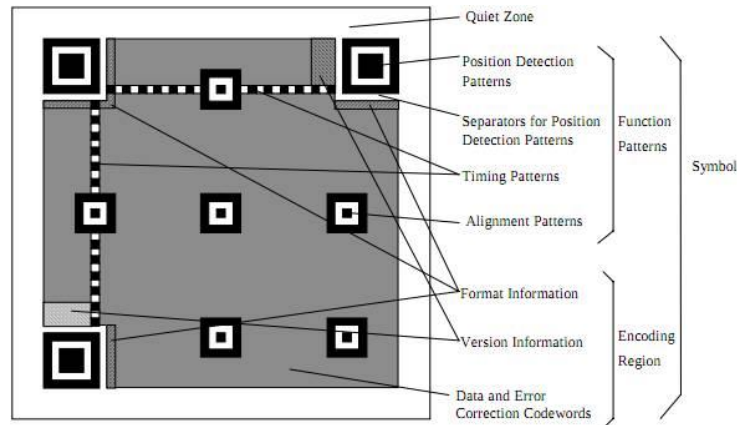 Quiet Zone
Position Detection
Patterns
Separators for Position
Detection Patterns
Function
Patterns
Symbol
Timing Patterns
Alignment Patterns
Format Information
Version Information
Encoding
Region
Data and Error
Correction Codewords